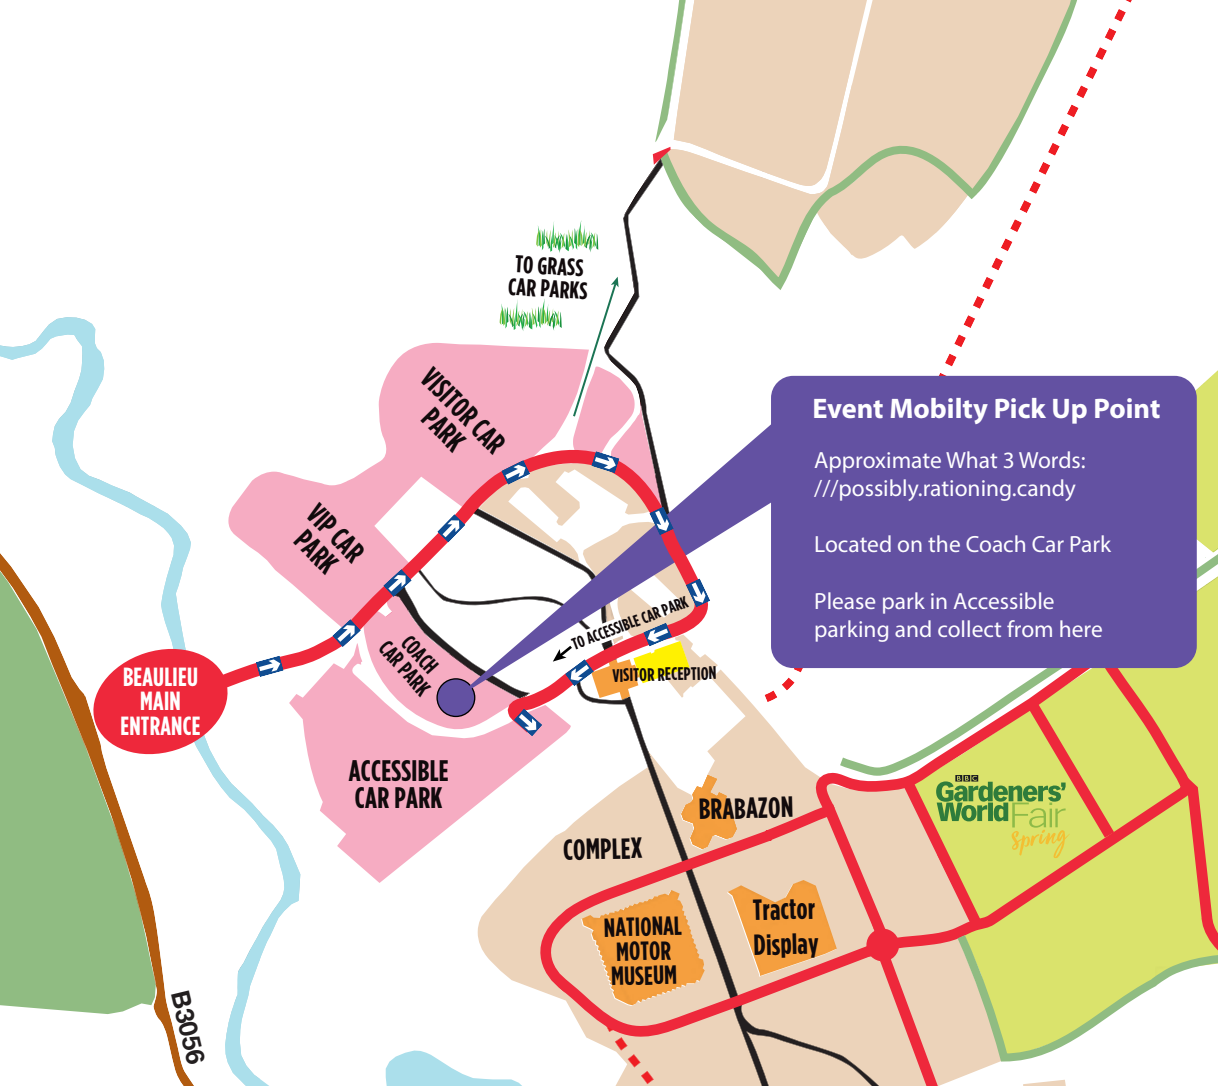 TO GRASS
CAR PARKS
VISITOR CAR
PARK
VIP CAR
PARK
Event Mobilty Pick Up Point
Approximate What 3 Words:
///possibly.rationing.candy
Located on the Coach Car Park
Please park in Accessible
parking and collect from here
TO ACCESSIBLE CAR PARK
COACH
CAR PARK
VISITOR RECEPTION
BEAULIEU
MAIN
ENTRANCE
ACCESSIBLE
CAR PARK
BRABAZON
COMPLEX
BBC
Gardeners'
World Fair
Spring
NATIONAL
MOTOR
MUSEUM
Tractor
Display
B3056